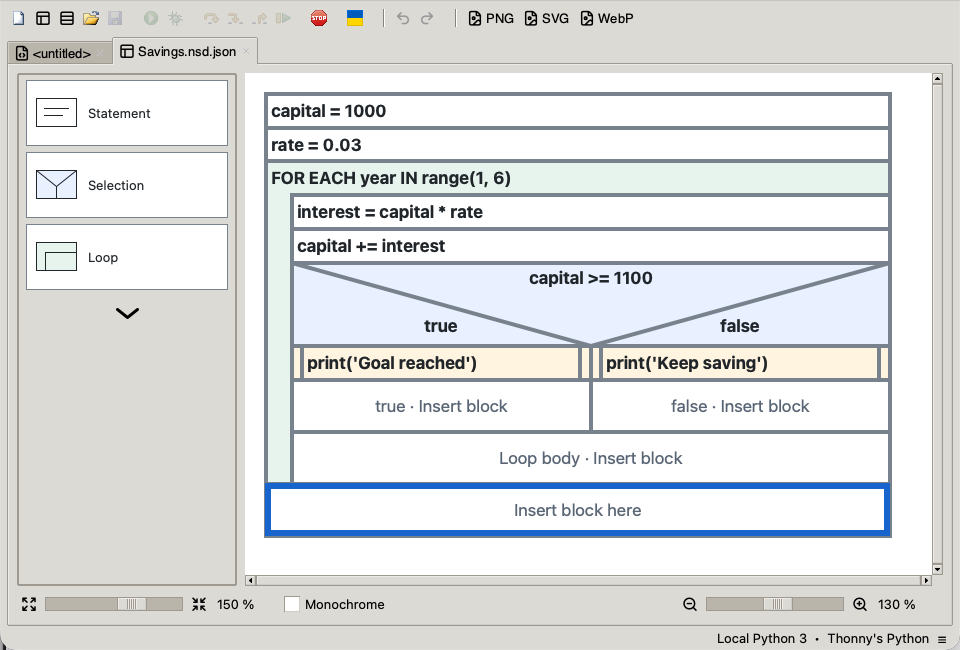 STOP PNG SVG WebP
<untitled> Savings.nsd.json
Statement
Selection
Loop
capital = 1000
rate = 0.03
FOR EACH year IN range(1, 6)
interest = capital * rate
capital += interest
capital >= 1100
true false
print('Goal reached') print('Keep saving')
true · Insert block false · Insert block
Loop body · Insert block
Insert block here
150 % Monochrome 130 %
Local Python 3 · Thonny's Python ≡